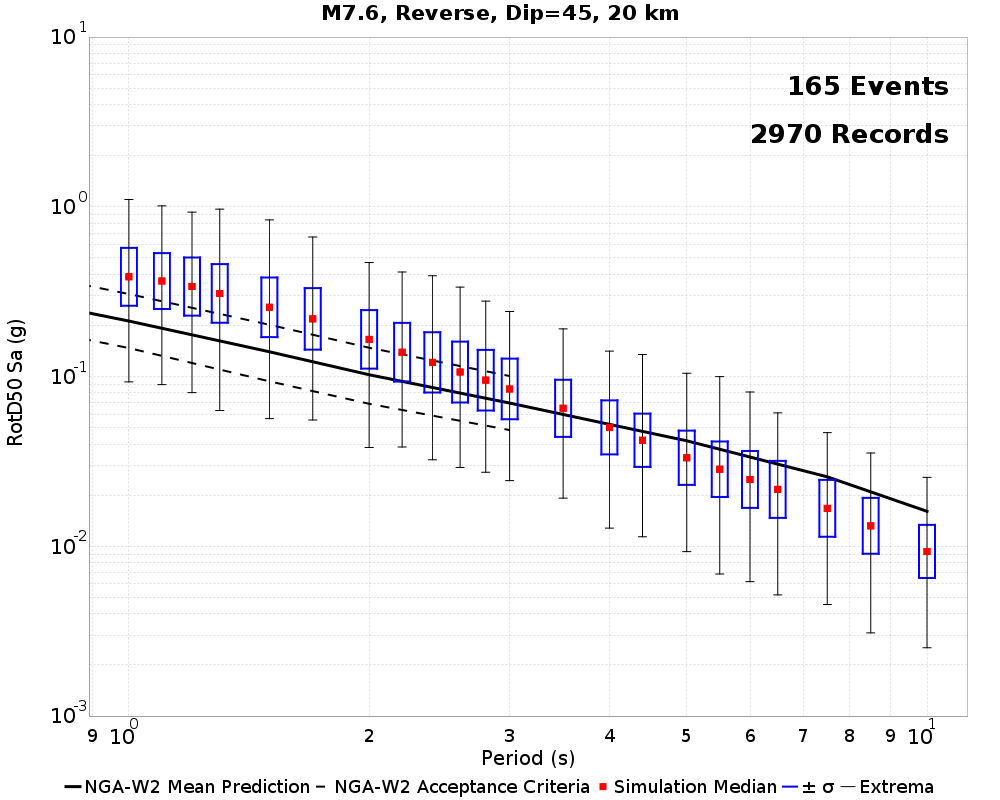 M7.6, Reverse, Dip=45, 20 km
165 Events
2970 Records
RotD50 Sa (g)
10^1
10^0
10^-1
10^-2
10^-3
9 10^0 2 3 4 5 6 7 8 9 10^1
Period (s)
NGA-W2 Mean Prediction NGA-W2 Acceptance Criteria Simulation Median ± σ Extrema